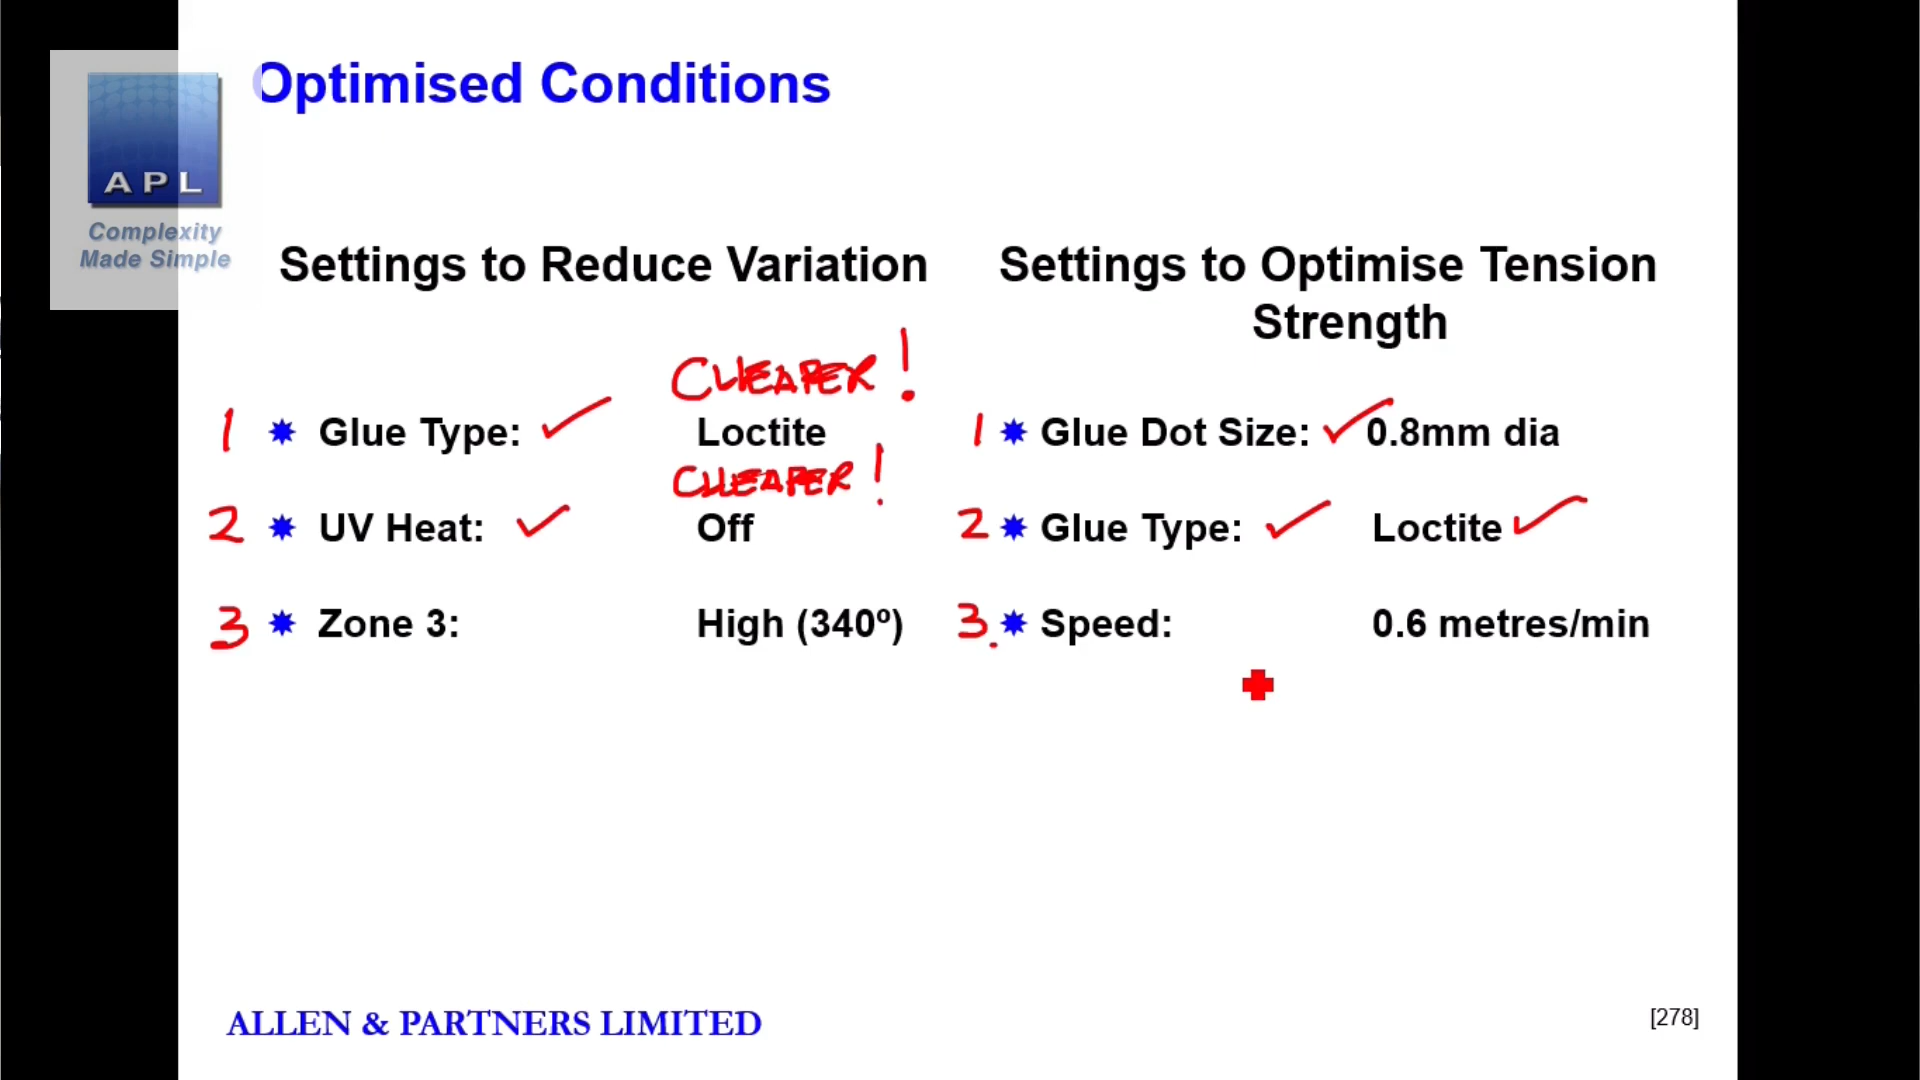 Optimised Conditions
APL
Complexity
Made Simple
Settings to Reduce Variation
CHEAPER!
1 Glue Type: ✓ Loctite
CHEAPER!
2 UV Heat: ✓ Off
3 Zone 3: High (340º)
Settings to Optimise Tension
Strength
1 Glue Dot Size: ✓ 0.8mm dia
2 Glue Type: ✓ Loctite ✓
3. Speed: 0.6 metres/min
ALLEN & PARTNERS LIMITED
[278]